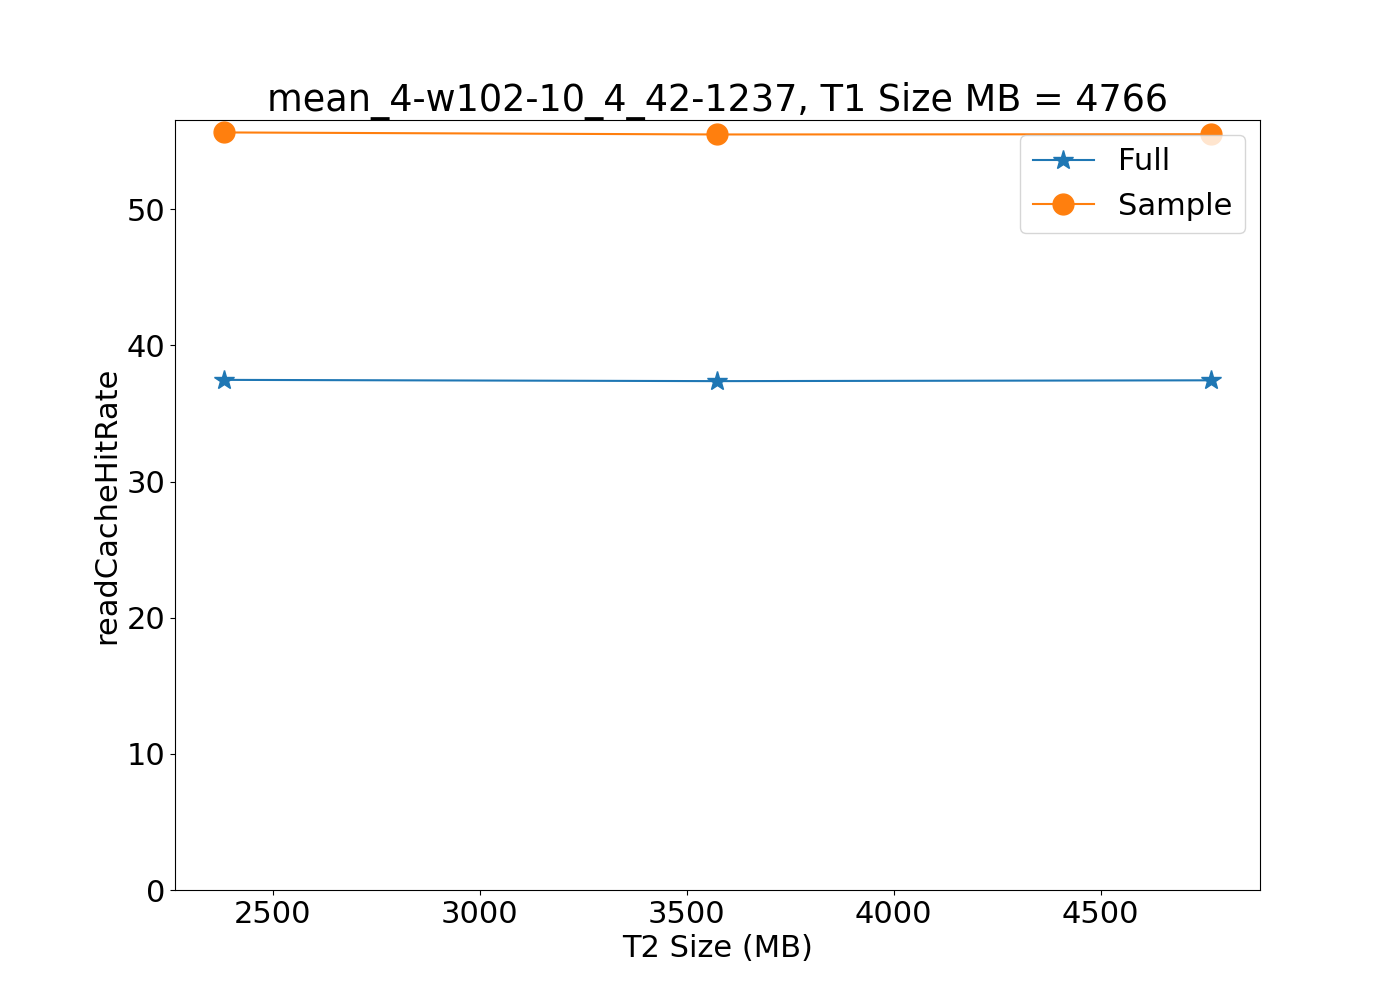 mean_4-w102-10_4_42-1237, T1 Size MB = 4766
Full
Sample
readCacheHitRate
50
40
30
20
10
0
2500 3000 3500 4000 4500
T2 Size (MB)